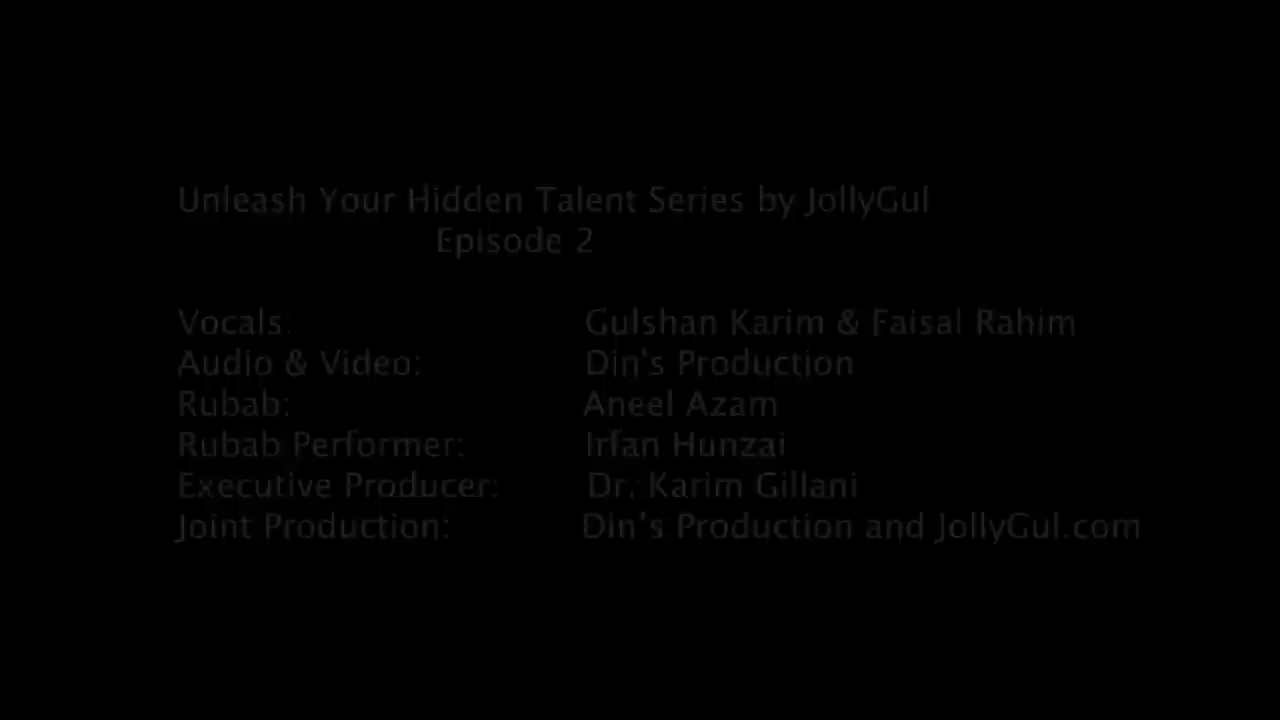 Unleash Your Hidden Talent Series by JollyGul
Episode 2
Vocals: Gulshan Karim & Faisal Rahim
Audio & Video: Din's Production
Rubab: Aneel Azam
Rubab Performer: Irfan Hunzai
Executive Producer: Dr. Karim Gillani
Joint Production: Din's Production and JollyGul.com